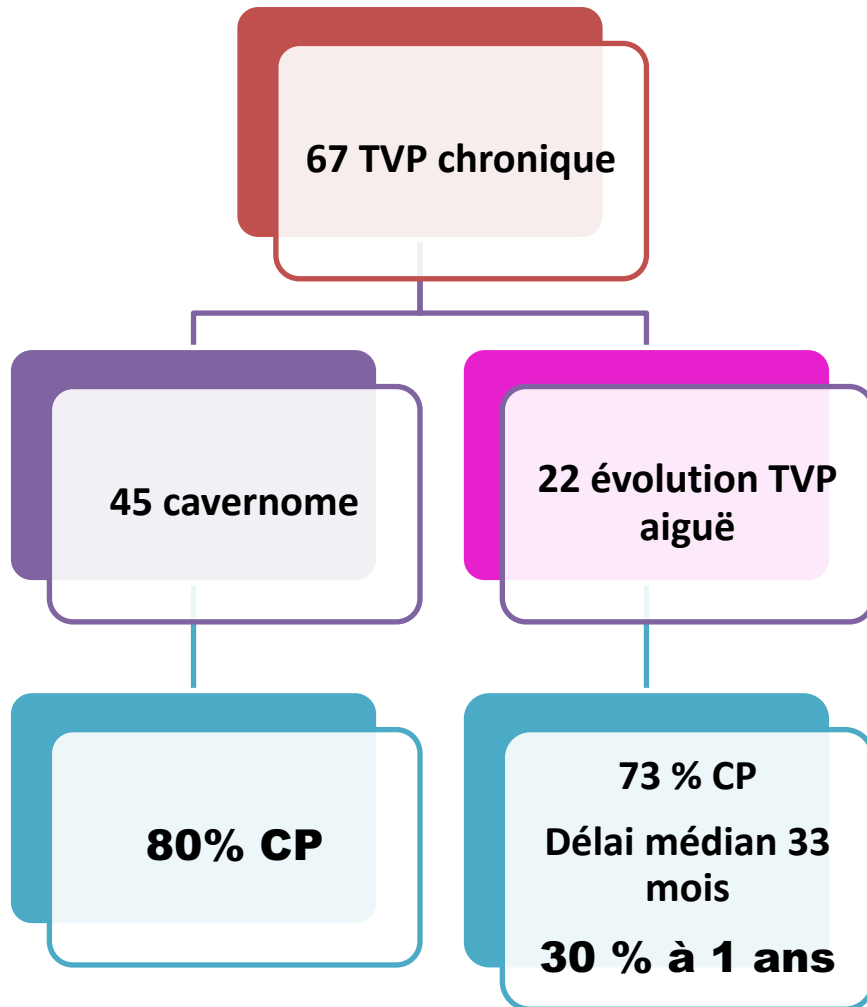 67 TVP chronique
45 cavernome
22 évolution TVP
aiguë
80% CP
73 % CP
Délai médian 33
mois
30 % à 1 ans